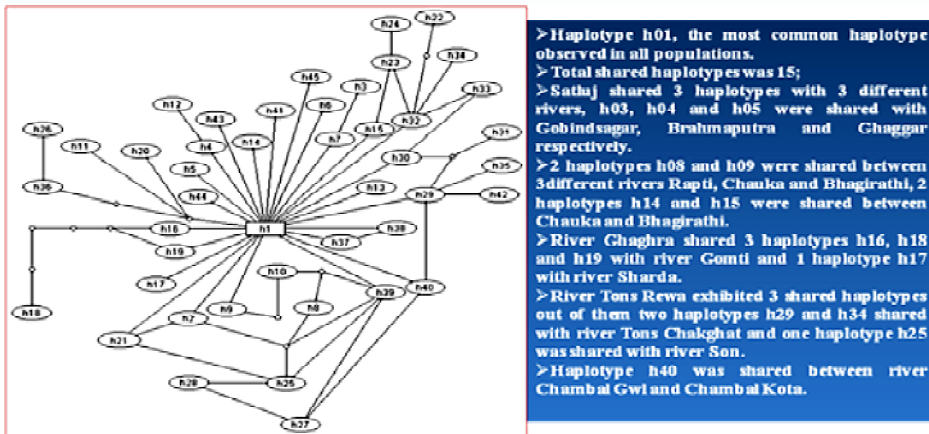 h22
h24
h23
h34
h45
h3
h33
h12
h6
h43
h41
h32
h15
h26
h4
h14
h7
h31
h11
h20
h30
h5
h35
h13
h29
h36
h44
h42
h16
h1
h38
h37
h19
h10
h17
h39
h40
h18
h9
h8
h2
h21
h28
h25
h27
➤Haplotype h01, the most common haplotype
observed in all populations.
➤Total shared haplotypes was 15;
➤Satluj shared 3 haplotypes with 3 different
rivers, h03, h04 and h05 were shared with
Gobindsagar, Brahmaputra and Ghaggar
respectively.
➤2 haplotypes h08 and h09 were shared between
3different rivers Rapti, Chauka and Bhagirathi, 2
haplotypes h14 and h15 were shared between
Chauka and Bhagirathi.
➤River Ghaghra shared 3 haplotypes h16, h18
and h19 with river Gomti and 1 haplotype h17
with river Sharda.
➤River Tons Rewa exhibited 3 shared haplotypes
out of them two haplotypes h29 and h34 shared
with river Tons Chakghat and one haplotype h25
was shared with river Son.
➤Haplotype h40 was shared between river
Chambal Gwl and Chambal Kota.